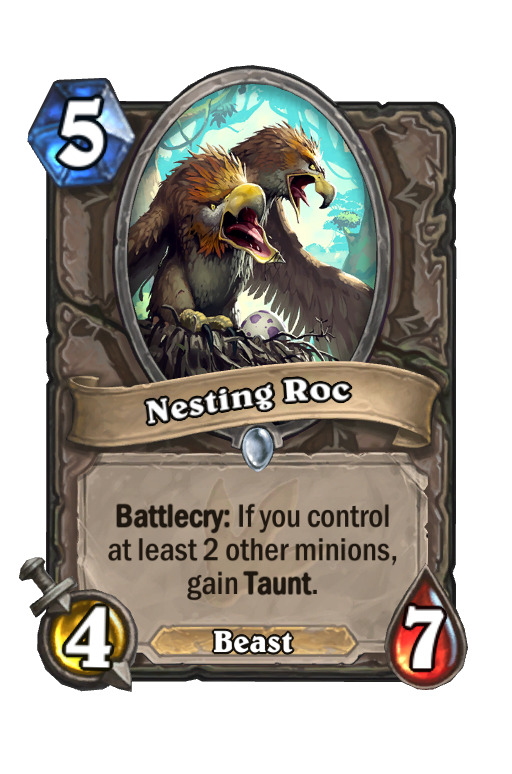 5
Nesting Roc
Battlecry: If you control
at least 2 other minions,
gain Taunt.
4
Beast
7